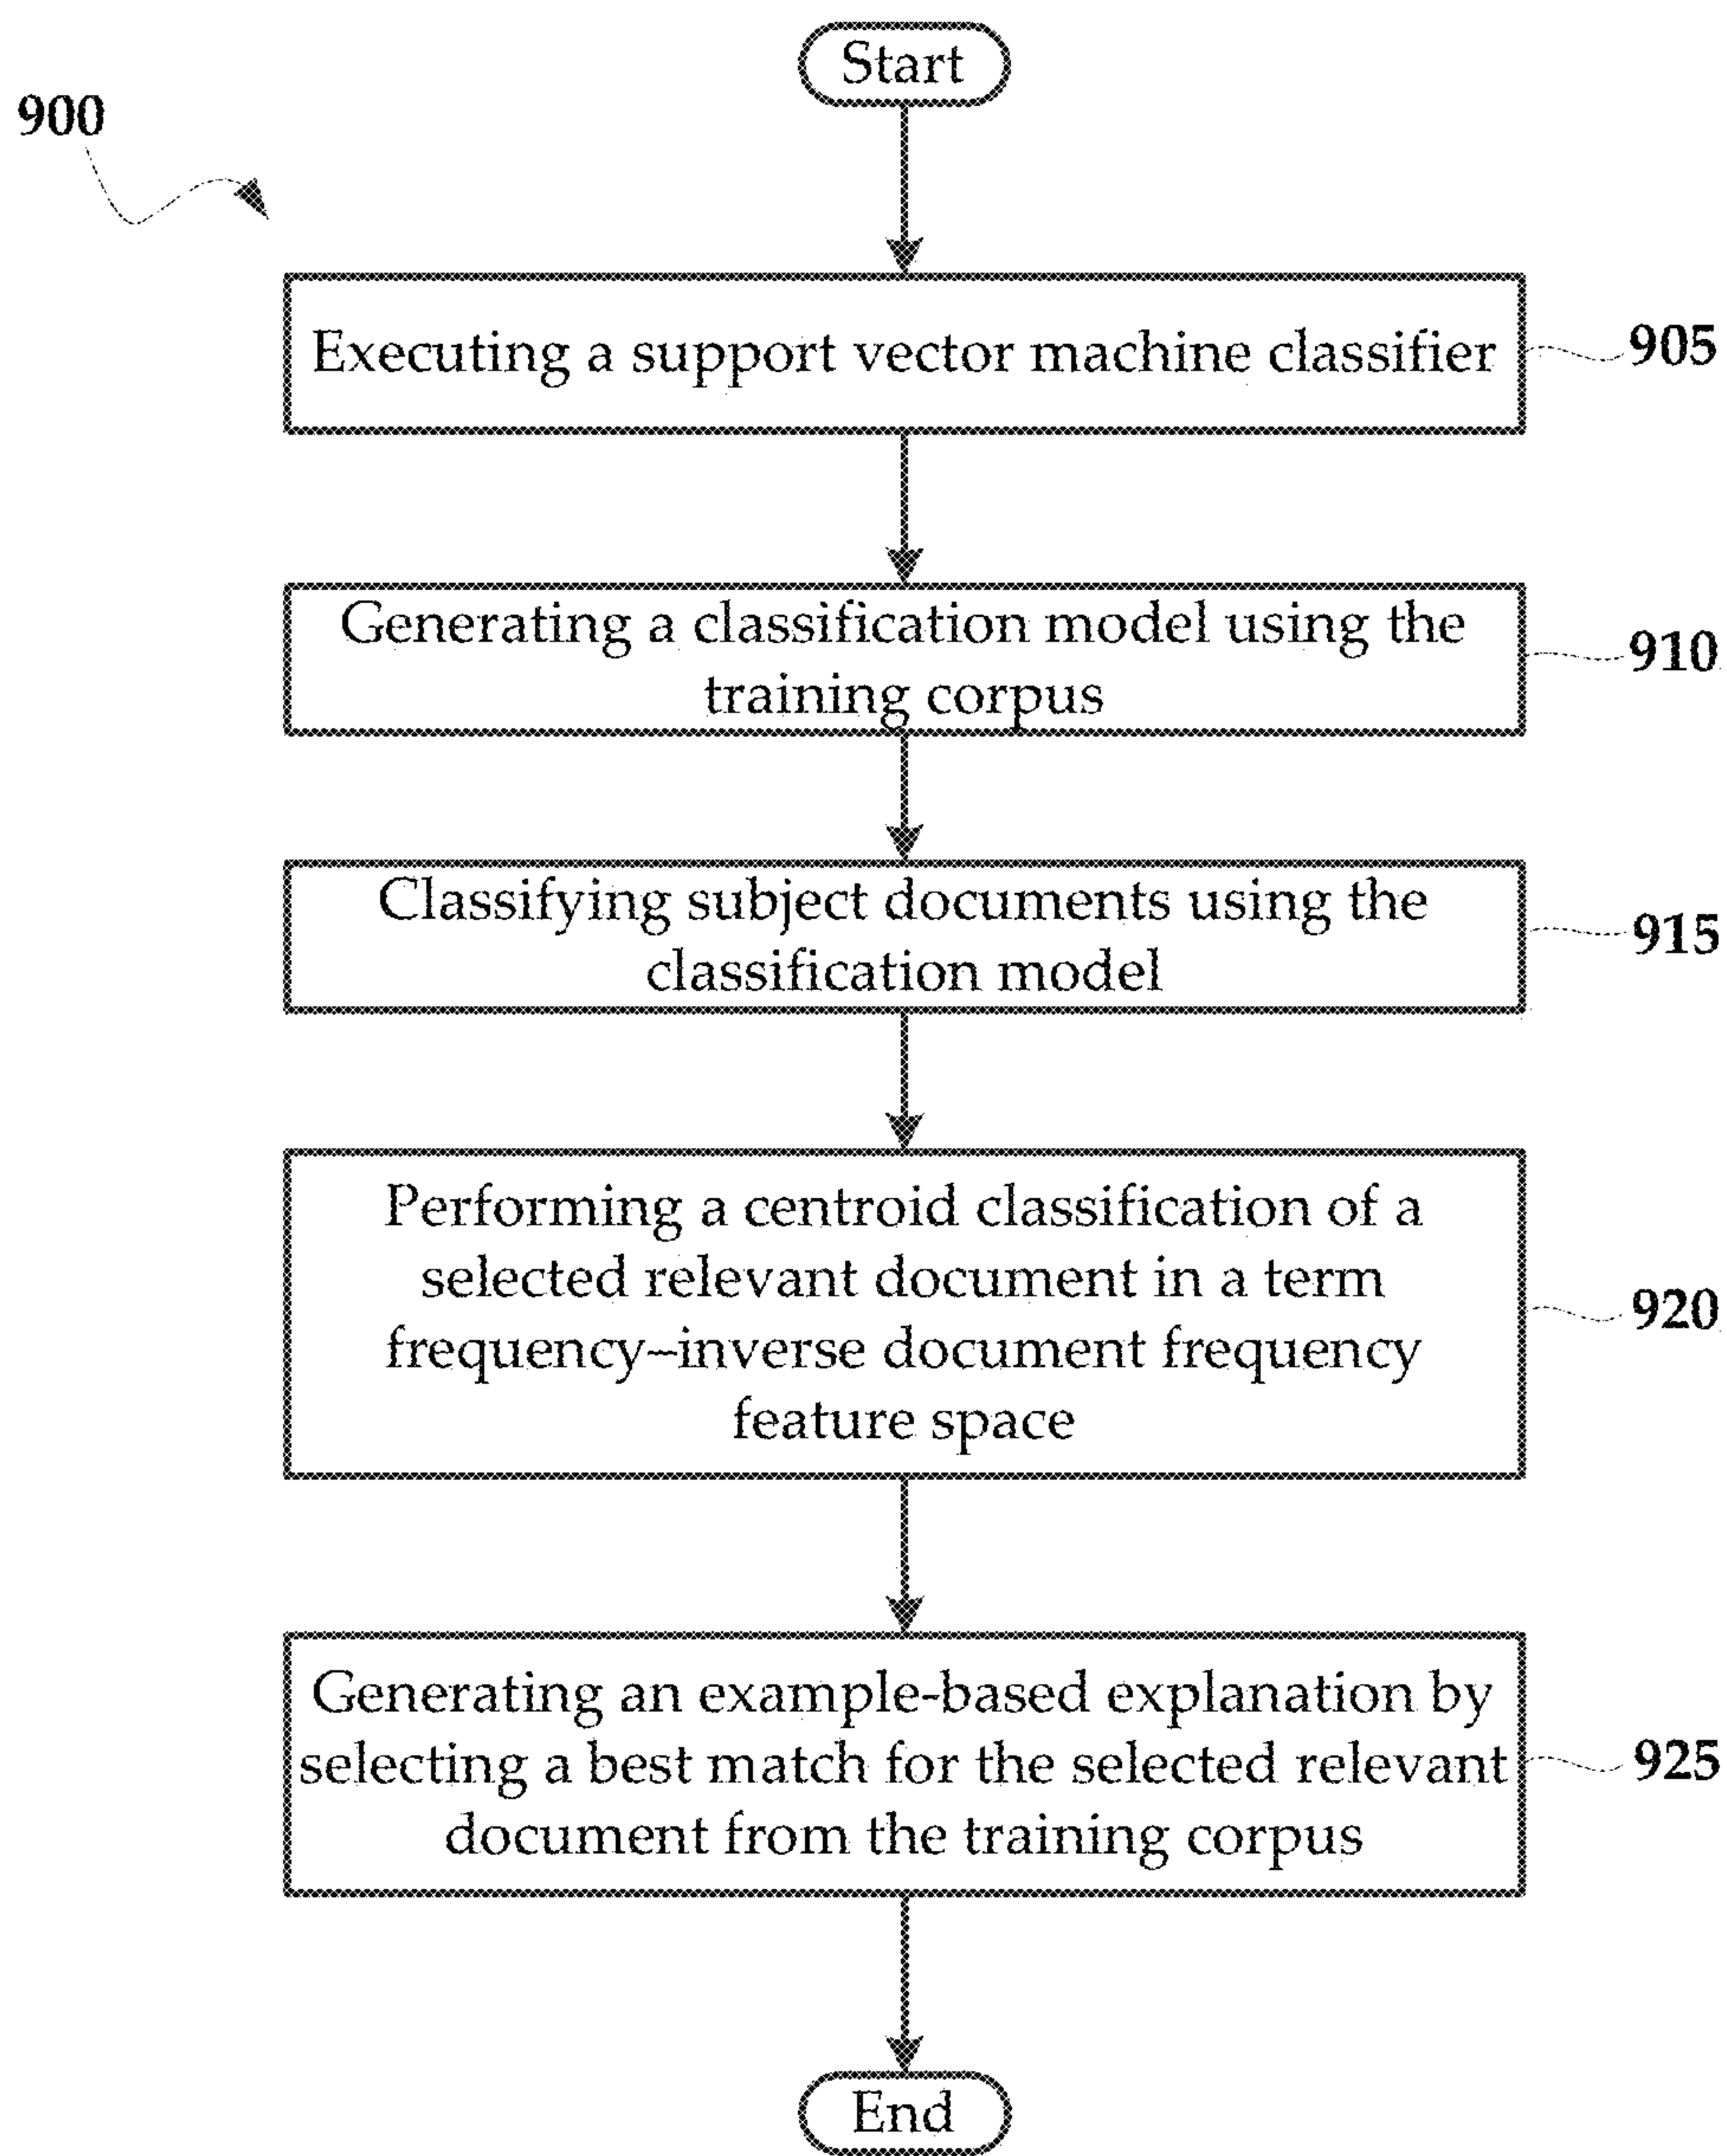 Start
900
Executing a support vector machine classifier
905
Generating a classification model using the
training corpus
910
Classifying subject documents using the
classification model
915
Performing a centroid classification of a
selected relevant document in a term
frequency–inverse document frequency
feature space
920
Generating an example-based explanation by
selecting a best match for the selected relevant
document from the training corpus
925
End